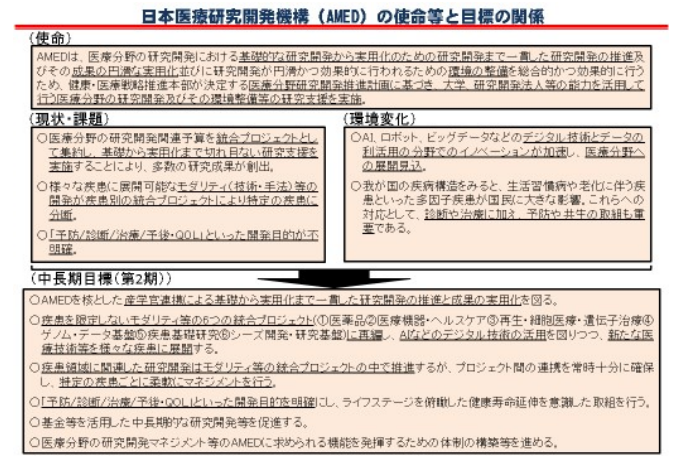 日本医療研究開発機構（AMED）の使命等と目標の関係
（使命）
AMEDは、医療分野の研究開発における基礎的な研究開発から実用化のための研究開発まで一貫した研究開発の推進及
びその成果の円滑な実用化並びに研究開発が円滑かつ効果的に行われるための環境の整備を総合的かつ効果的に行う
ため、健康・医療戦略推進本部が決定する医療分野研究開発推進計画に基づき、大学、研究開発法人等の能力を活用して
行う医療分野の研究開発及びその環境整備等の研究支援を実施。
（現状・課題）
○医療分野の研究開発関連予算を統合プロジェクトとし
て集約し、基礎から実用化まで切れ目ない研究支援を
実施することにより、多数の研究成果が創出。
○様々な疾患に展開可能なモダリティ（技術・手法）等の
開発が疾患別の統合プロジェクトにより特定の疾患に
分断。
○「予防/診断/治療/予後・QOL」といった開発目的が不
明確。
（環境変化）
○AI、ロボット、ビッグデータなどのデジタル技術とデータの
利活用の分野でのイノベーションが加速し、医療分野へ
の展開見込。
○我が国の疾病構造をみると、生活習慣病や老化に伴う疾
患といった多因子疾患が国民に大きな影響。これらへの
対応として、診断や治療に加え、予防や共生の取組も重
要である。
（中長期目標（第2期））
○AMEDを核とした産学官連携による基礎から実用化まで一貫した研究開発の推進と成果の実用化を図る。
○疾患を限定しないモダリティ等の6つの統合プロジェクト（①医薬品②医療機器・ヘルスケア③再生・細胞医療・遺伝子治療④
ゲノム・データ基盤⑤疾患基礎研究⑥シーズ開発・研究基盤）に再編し、AIなどのデジタル技術の活用を図りつつ、新たな医
療技術等を様々な疾患に展開する。
○疾患領域に関連した研究開発はモダリティ等の統合プロジェクトの中で推進するが、プロジェクト間の連携を常時十分に確保
し、特定の疾患ごとに柔軟にマネジメントを行う。
○「予防/診断/治療/予後・QOL」といった開発目的を明確にし、ライフステージを俯瞰した健康寿命延伸を意識した取組を行う。
○基金等を活用した中長期的な研究開発等を促進する。
○医療分野の研究開発マネジメント等のAMEDに求められる機能を発揮するための体制の構築等を進める。